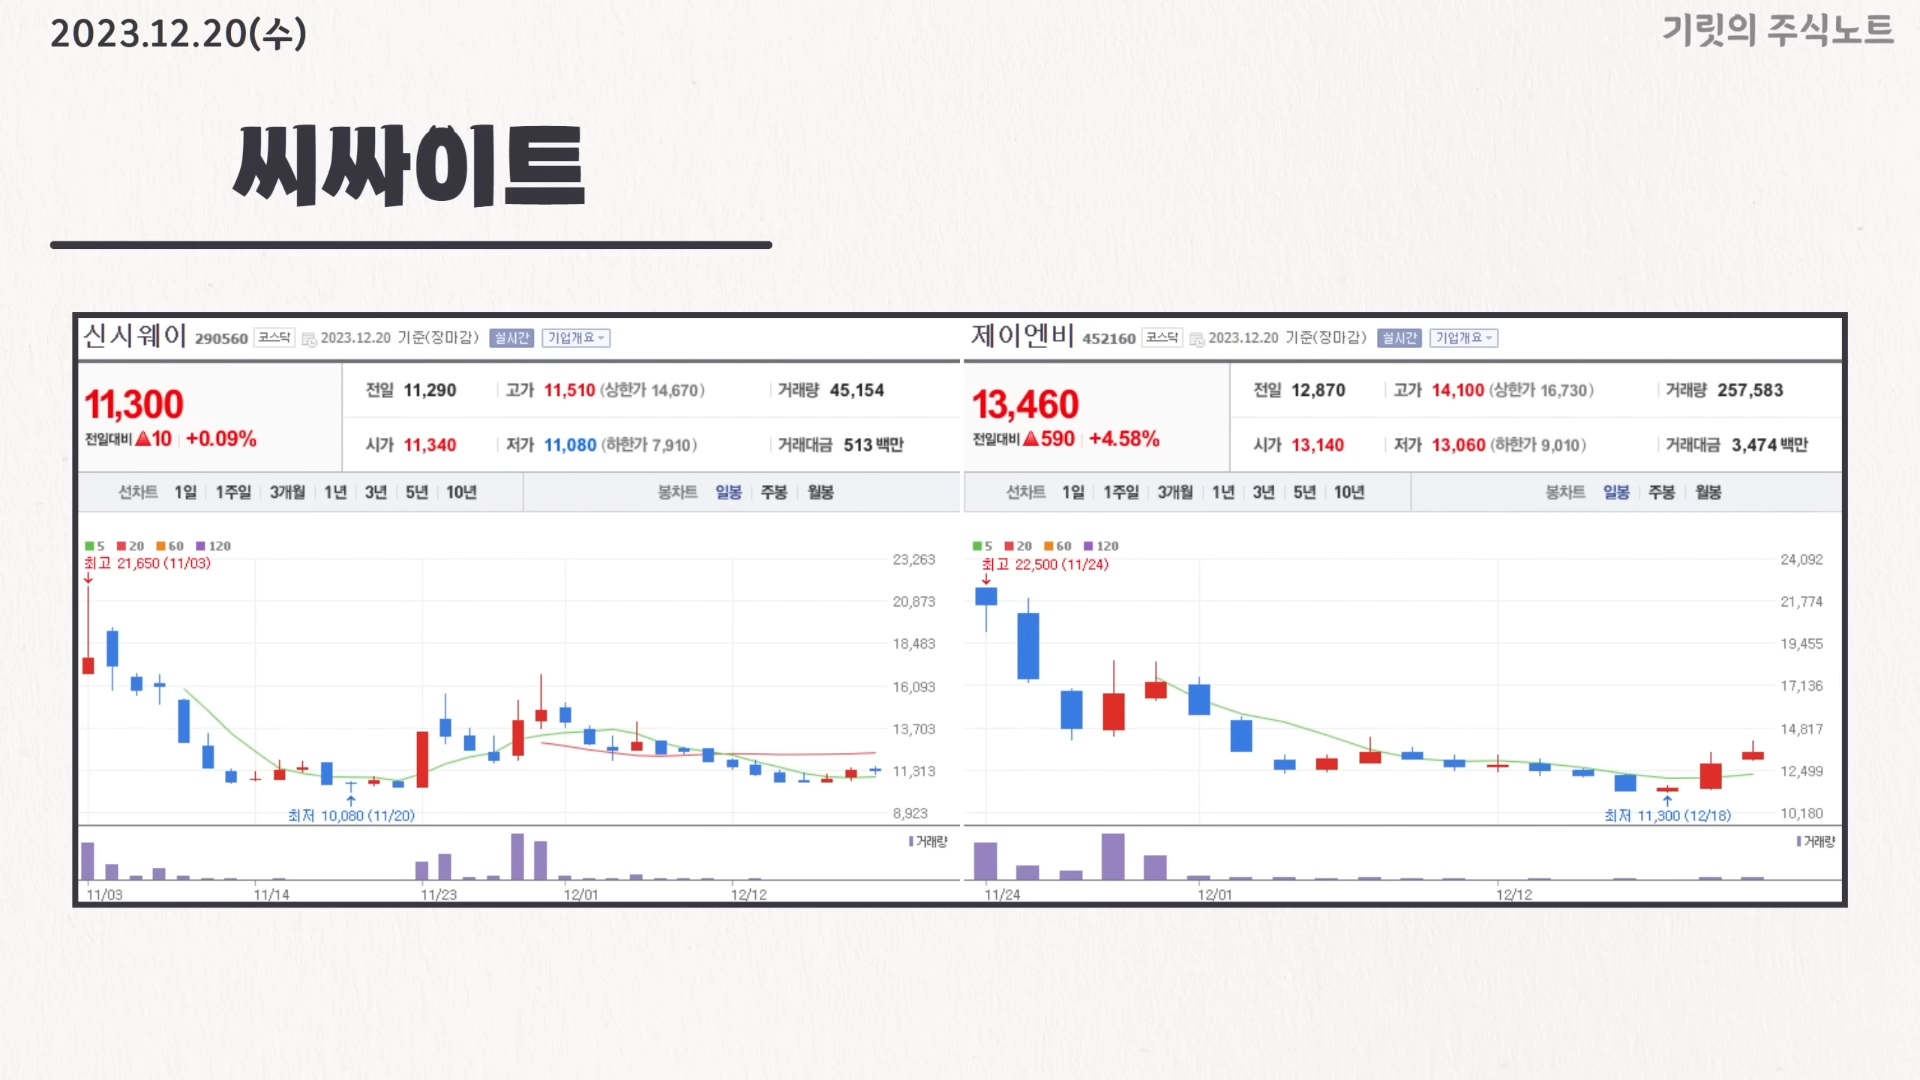 2023.12.20(수)
기릿의 주식노트
씨싸이트
신시웨이 290560 코스닥 2023.12.20 기준(장마감) 실시간 기업개요
11,300
전일대비 ▲10 +0.09%
전일 11,290 고가 11,510 (상한가 14,670) 거래량 45,154
시가 11,340 저가 11,080 (하한가 7,910) 거래대금 513 백만
선차트 1일 1주일 3개월 1년 3년 5년 10년 봉차트 일봉 주봉 월봉
5 20 60 120
최고 21,650 (11/03)
23,263
20,873
18,483
16,093
13,703
11,313
8,923
최저 10,080 (11/20)
거래량
11/03 11/14 11/23 12/01 12/12
제이엔비 452160 코스닥 2023.12.20 기준(장마감) 실시간 기업개요
13,460
전일대비 ▲590 +4.58%
전일 12,870 고가 14,100 (상한가 16,730) 거래량 257,583
시가 13,140 저가 13,060 (하한가 9,010) 거래대금 3,474 백만
선차트 1일 1주일 3개월 1년 3년 5년 10년 봉차트 일봉 주봉 월봉
5 20 60 120
최고 22,500 (11/24)
24,092
21,774
19,455
17,136
14,817
12,499
10,180
최저 11,300 (12/18)
거래량
11/24 12/01 12/12